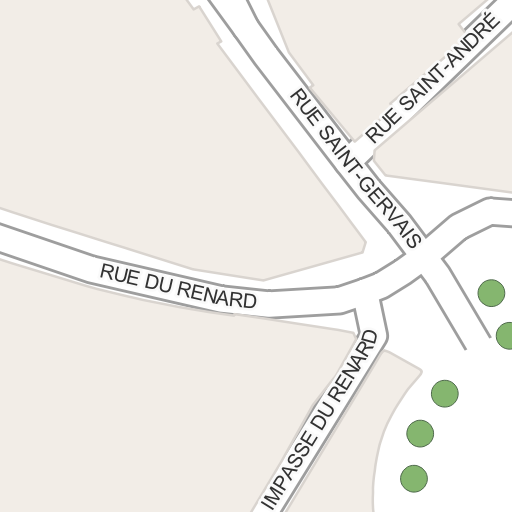 RUE SAINT-ANDRÉ
RUE SAINT-GERVAIS
RUE DU RENARD
IMPASSE DU RENARD